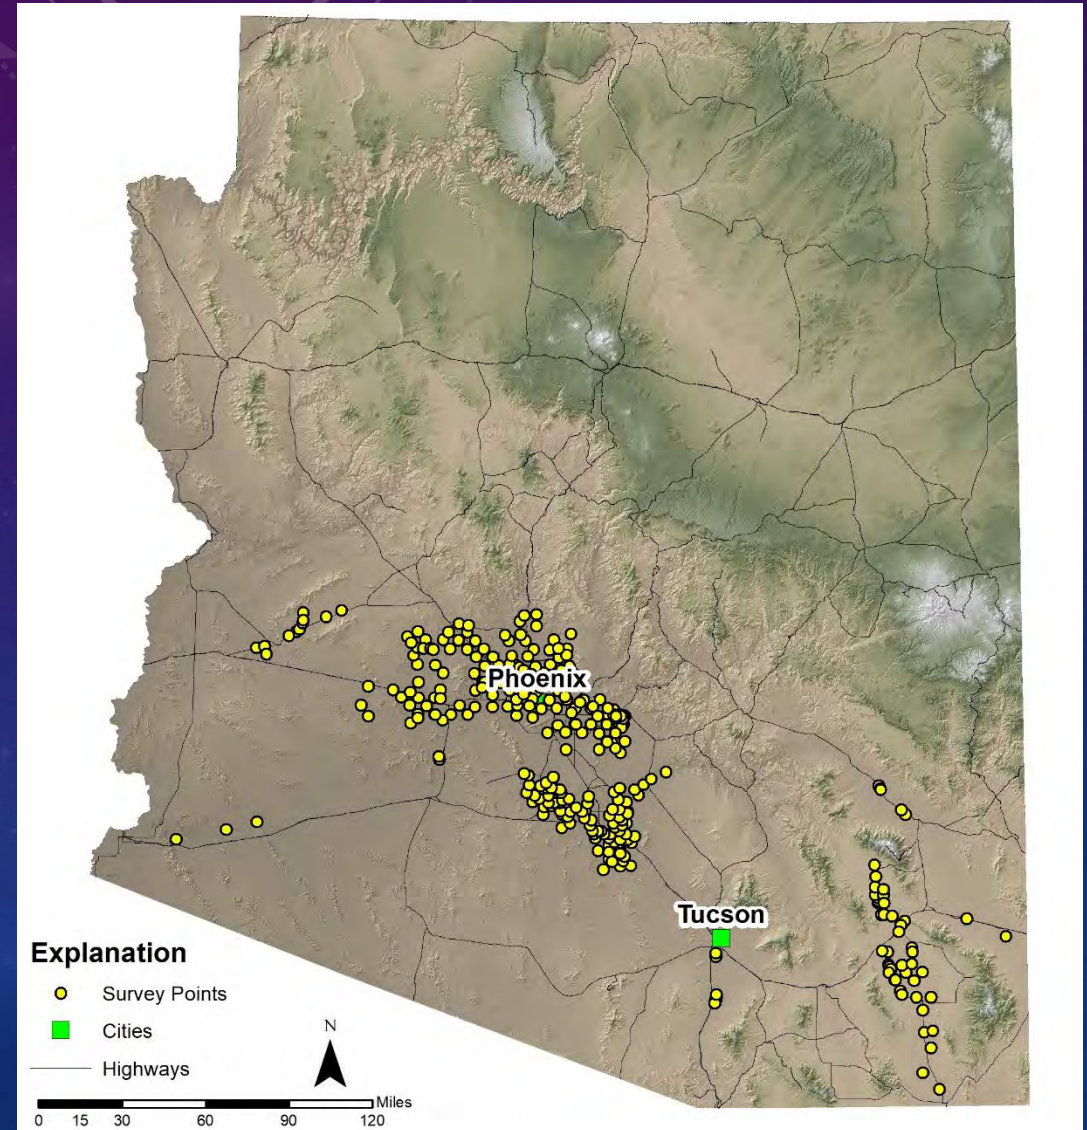 Phoenix
Tucson
Explanation
Survey Points
Cities
Highways
N
Miles
0 15 30 60 90 120